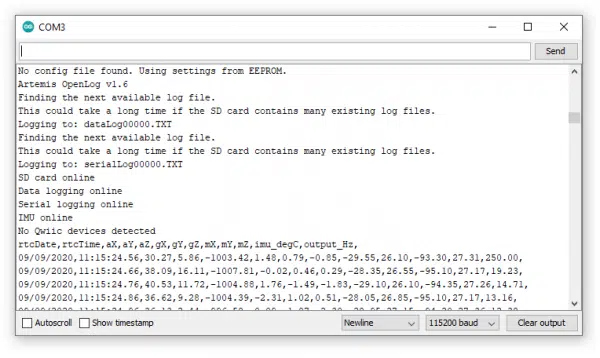 COM3
Send
No config file found. Using settings from EEPROM.
Artemis OpenLog v1.6
Finding the next available log file.
This could take a long time if the SD card contains many existing log files.
Logging to: dataLog00000.TXT
Finding the next available log file.
This could take a long time if the SD card contains many existing log files.
Logging to: serialLog00000.TXT
SD card online
Data logging online
Serial logging online
IMU online
No Qwiic devices detected
rtcDate,rtcTime,aX,aY,aZ,gX,gY,gZ,mX,mY,mZ,imu_degC,output_Hz,
09/09/2020,11:15:24.56,30.27,5.86,-1003.42,1.48,0.79,-0.85,-29.55,26.10,-93.30,27.31,250.00,
09/09/2020,11:15:24.66,38.09,16.11,-1007.81,-0.02,0.46,0.29,-28.35,26.55,-95.10,27.17,19.23,
09/09/2020,11:15:24.76,40.53,11.72,-1004.88,1.76,-1.49,-1.83,-29.10,26.10,-94.35,27.26,14.71,
09/09/2020,11:15:24.86,36.62,9.28,-1004.39,-2.31,1.02,0.51,-28.05,26.85,-95.10,27.17,13.16,
Autoscroll Show timestamp Newline 115200 baud Clear output